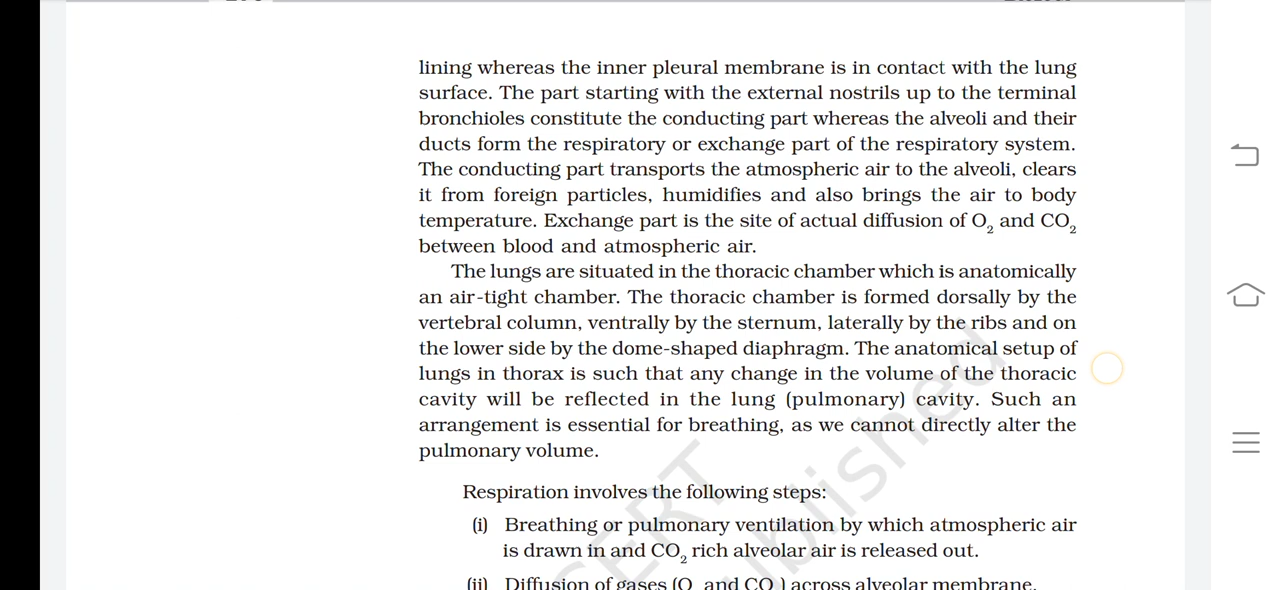 lining whereas the inner pleural membrane is in contact with the lung
surface. The part starting with the external nostrils up to the terminal
bronchioles constitute the conducting part whereas the alveoli and their
ducts form the respiratory or exchange part of the respiratory system.
The conducting part transports the atmospheric air to the alveoli, clears
it from foreign particles, humidifies and also brings the air to body
temperature. Exchange part is the site of actual diffusion of O₂ and CO₂
between blood and atmospheric air.
The lungs are situated in the thoracic chamber which is anatomically
an air-tight chamber. The thoracic chamber is formed dorsally by the
vertebral column, ventrally by the sternum, laterally by the ribs and on
the lower side by the dome-shaped diaphragm. The anatomical setup of
lungs in thorax is such that any change in the volume of the thoracic
cavity will be reflected in the lung (pulmonary) cavity. Such an
arrangement is essential for breathing, as we cannot directly alter the
pulmonary volume.
Respiration involves the following steps:
(i) Breathing or pulmonary ventilation by which atmospheric air
is drawn in and CO₂ rich alveolar air is released out.
(ii) Diffusion of gases (O and CO ) across alveolar membrane.